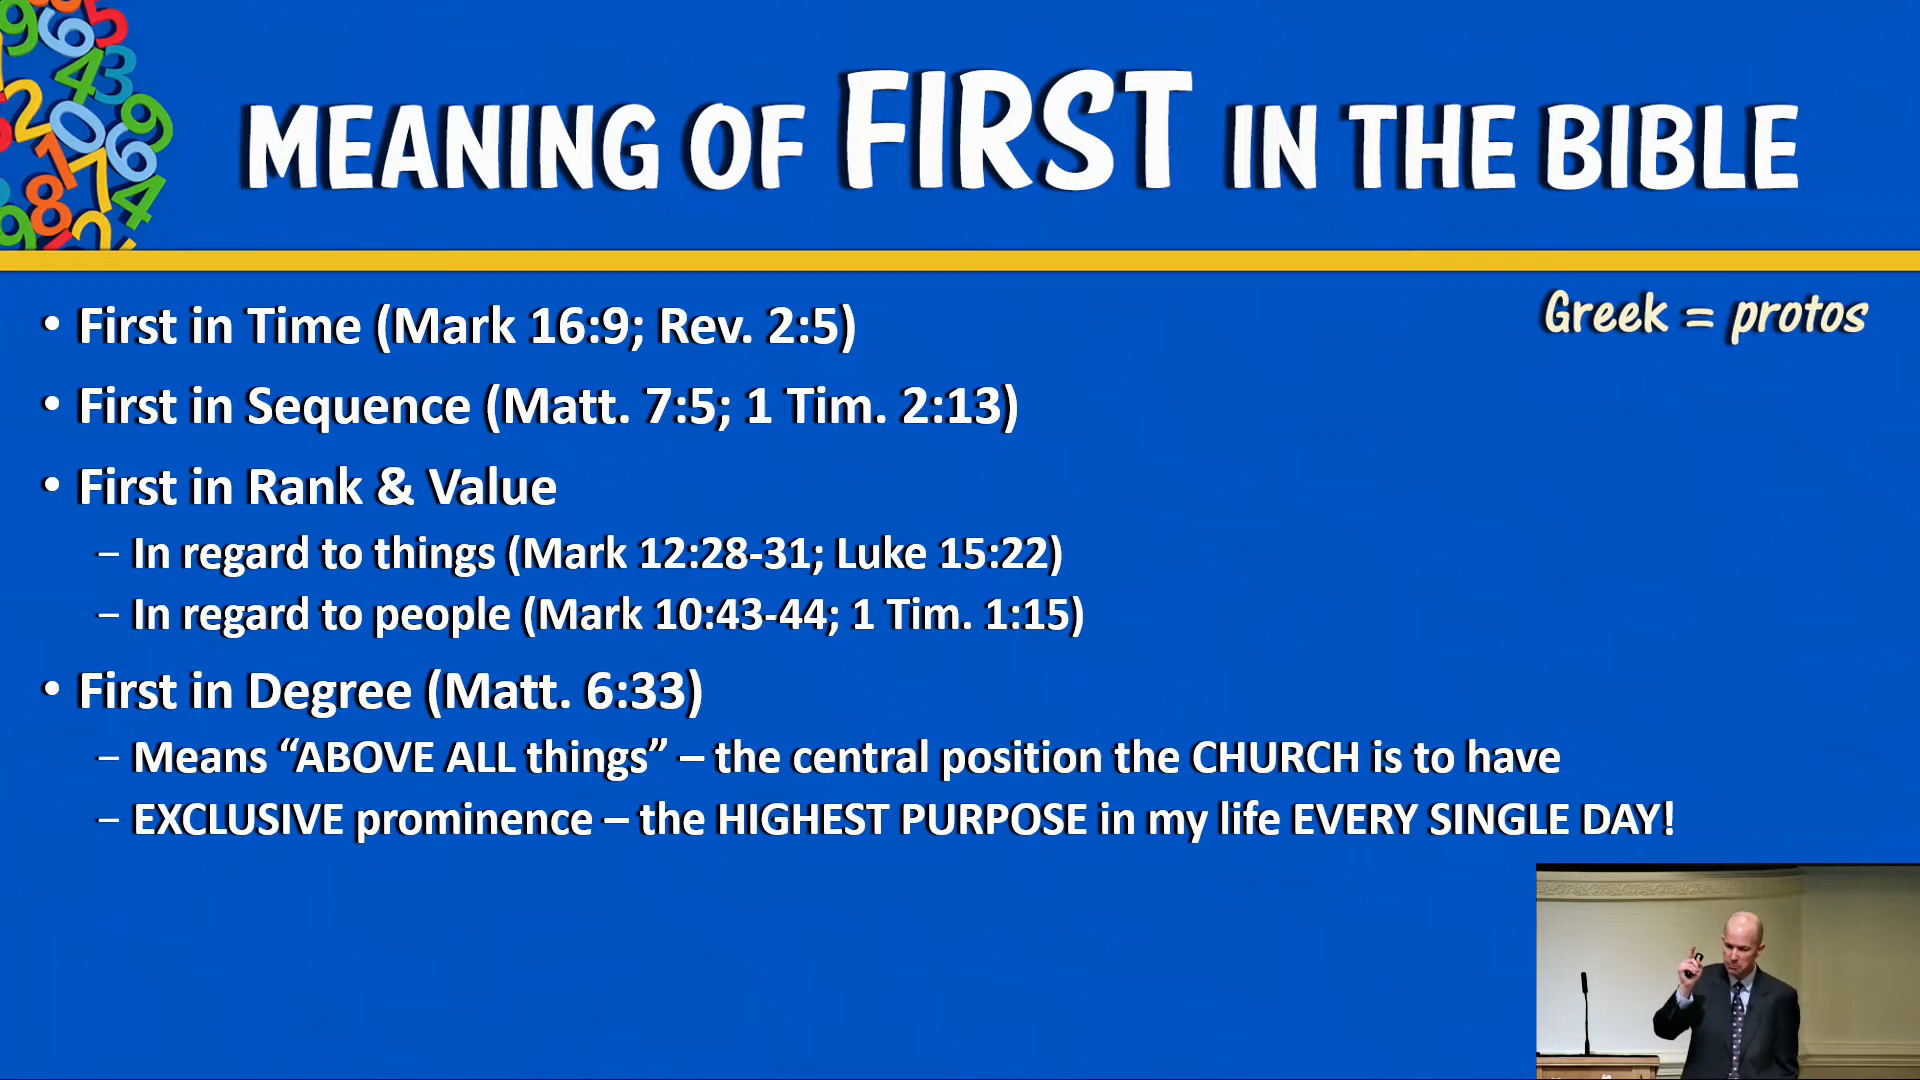 MEANING OF FIRST IN THE BIBLE
Greek = protos
• First in Time (Mark 16:9; Rev. 2:5)
• First in Sequence (Matt. 7:5; 1 Tim. 2:13)
• First in Rank & Value
– In regard to things (Mark 12:28-31; Luke 15:22)
– In regard to people (Mark 10:43-44; 1 Tim. 1:15)
• First in Degree (Matt. 6:33)
– Means “ABOVE ALL things” – the central position the CHURCH is to have
– EXCLUSIVE prominence – the HIGHEST PURPOSE in my life EVERY SINGLE DAY!